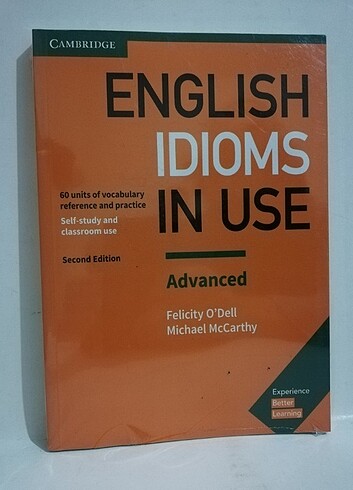 CAMBRIDGE
ENGLISH
IDIOMS
IN USE
60 units of vocabulary
reference and practice
Self-study and
classroom use
Second Edition
Advanced
Felicity O'Dell
Michael McCarthy
Experience
Better
Learning